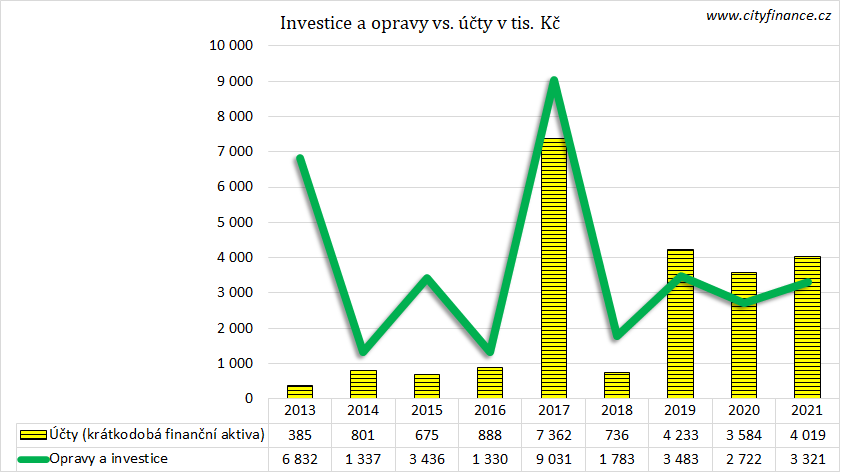 www.cityfinance.cz
Investice a opravy vs. účty v tis. Kč
10 000
9 000
8 000
7 000
6 000
5 000
4 000
3 000
2 000
1 000
0
2013 2014 2015 2016 2017 2018 2019 2020 2021
Účty (krátkodobá finanční aktiva) 385 801 675 888 7 362 736 4 233 3 584 4 019
Opravy a investice 6 832 1 337 3 436 1 330 9 031 1 783 3 483 2 722 3 321